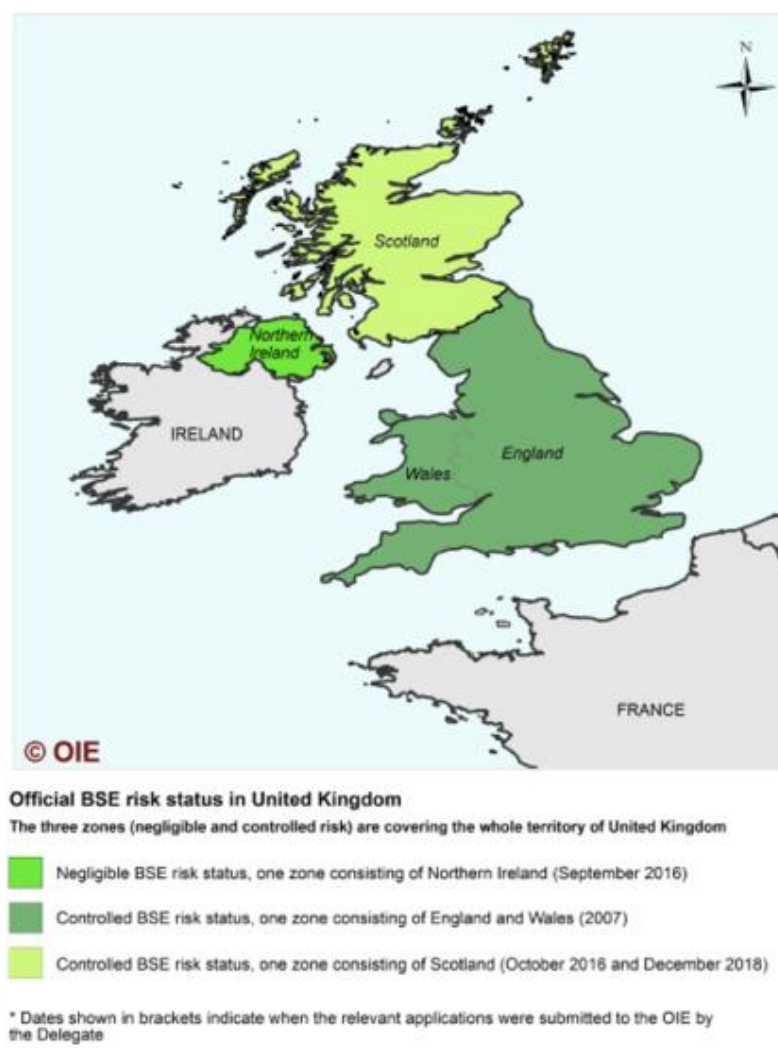 N
Scotland
Northern
Ireland
IRELAND
England
Wales
FRANCE
© OIE
Official BSE risk status in United Kingdom
The three zones (negligible and controlled risk) are covering the whole territory of United Kingdom
Negligible BSE risk status, one zone consisting of Northern Ireland (September 2016)
Controlled BSE risk status, one zone consisting of England and Wales (2007)
Controlled BSE risk status, one zone consisting of Scotland (October 2016 and December 2018)
* Dates shown in brackets indicate when the relevant applications were submitted to the OIE by
the Delegate